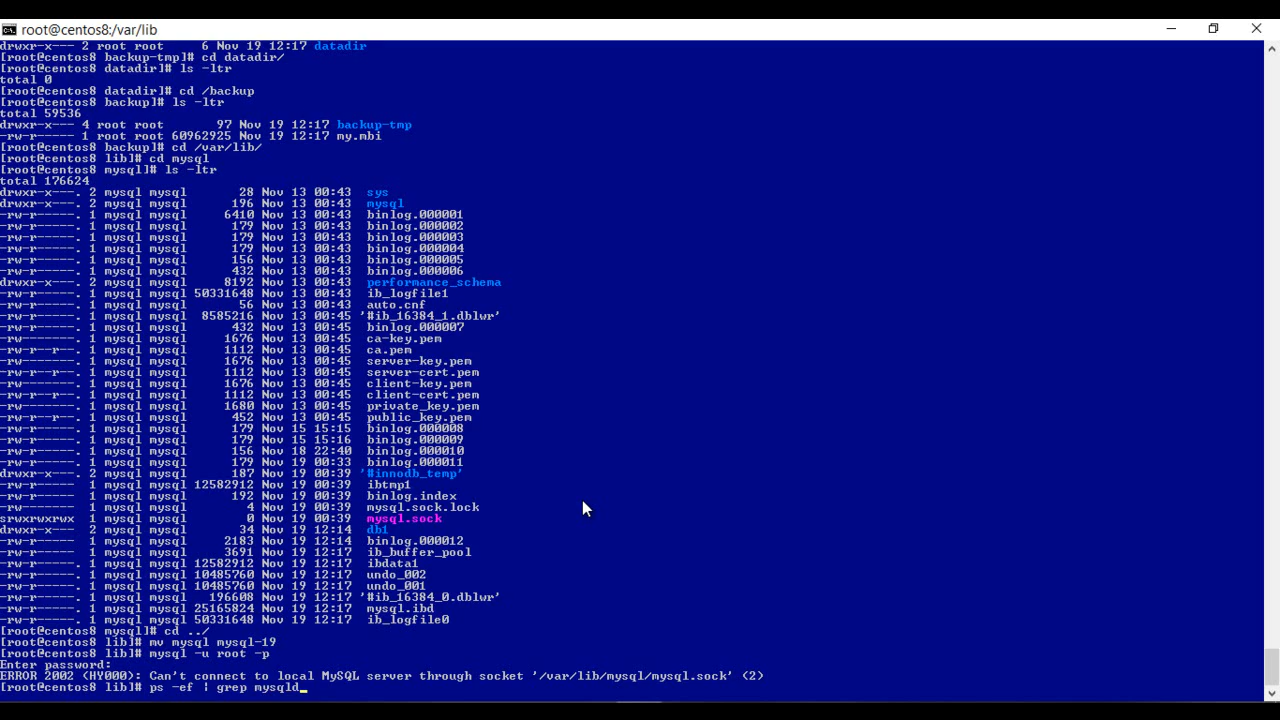 root@centos8:/var/lib
drwxr-x--- 2 root root     6 Nov 19 12:17 datadir
[root@centos8 backup-tmp]# cd datadir/
[root@centos8 datadir]# ls -ltr
total 0
[root@centos8 datadir]# cd /backup
[root@centos8 backup]# ls -ltr
total 59536
drwxr-x--- 4 root root       97 Nov 19 12:17 backup-tmp
-rw-r----- 1 root root 60962925 Nov 19 12:17 my.mbi
[root@centos8 backup]# cd /var/lib/
[root@centos8 lib]# cd mysql
[root@centos8 mysql]# ls -ltr
total 176624
drwxr-x---. 2 mysql mysql       28 Nov 13 00:43  sys
drwxr-x---. 2 mysql mysql      196 Nov 13 00:43  mysql
-rw-r-----. 1 mysql mysql     6410 Nov 13 00:43  binlog.000001
-rw-r-----. 1 mysql mysql      179 Nov 13 00:43  binlog.000002
-rw-r-----. 1 mysql mysql      179 Nov 13 00:43  binlog.000003
-rw-r-----. 1 mysql mysql      179 Nov 13 00:43  binlog.000004
-rw-r-----. 1 mysql mysql      156 Nov 13 00:43  binlog.000005
-rw-r-----. 1 mysql mysql      432 Nov 13 00:43  binlog.000006
drwxr-x---. 2 mysql mysql     8192 Nov 13 00:43  performance_schema
-rw-r-----. 1 mysql mysql 50331648 Nov 13 00:43  ib_logfile1
-rw-r-----. 1 mysql mysql       56 Nov 13 00:43  auto.cnf
-rw-r-----. 1 mysql mysql  8585216 Nov 13 00:45 '#ib_16384_1.dblwr'
-rw-r-----. 1 mysql mysql      432 Nov 13 00:45  binlog.000007
-rw-------. 1 mysql mysql     1676 Nov 13 00:45  ca-key.pem
-rw-r--r--. 1 mysql mysql     1112 Nov 13 00:45  ca.pem
-rw-------. 1 mysql mysql     1676 Nov 13 00:45  server-key.pem
-rw-r--r--. 1 mysql mysql     1112 Nov 13 00:45  server-cert.pem
-rw-------. 1 mysql mysql     1676 Nov 13 00:45  client-key.pem
-rw-r--r--. 1 mysql mysql     1112 Nov 13 00:45  client-cert.pem
-rw-------. 1 mysql mysql     1680 Nov 13 00:45  private_key.pem
-rw-r--r--. 1 mysql mysql      452 Nov 13 00:45  public_key.pem
-rw-r-----. 1 mysql mysql      179 Nov 15 15:15  binlog.000008
-rw-r-----. 1 mysql mysql      179 Nov 15 15:16  binlog.000009
-rw-r-----. 1 mysql mysql      156 Nov 18 22:40  binlog.000010
-rw-r-----. 1 mysql mysql      179 Nov 19 00:33  binlog.000011
drwxr-x---. 2 mysql mysql      187 Nov 19 00:39 '#innodb_temp'
-rw-r-----  1 mysql mysql 12582912 Nov 19 00:39  ibtmp1
-rw-r-----. 1 mysql mysql      192 Nov 19 00:39  binlog.index
-rw-------  1 mysql mysql        4 Nov 19 00:39  mysql.sock.lock
srwxrwxrwx  1 mysql mysql        0 Nov 19 00:39  mysql.sock
drwxr-x---  2 mysql mysql       34 Nov 19 12:14  db1
-rw-r-----  1 mysql mysql     2183 Nov 19 12:14  binlog.000012
-rw-r-----  1 mysql mysql     3691 Nov 19 12:17  ib_buffer_pool
-rw-r-----. 1 mysql mysql 12582912 Nov 19 12:17  ibdata1
-rw-r-----. 1 mysql mysql 10485760 Nov 19 12:17  undo_002
-rw-r-----. 1 mysql mysql 10485760 Nov 19 12:17  undo_001
-rw-r-----. 1 mysql mysql   196608 Nov 19 12:17 '#ib_16384_0.dblwr'
-rw-r-----. 1 mysql mysql 25165824 Nov 19 12:17  mysql.ibd
-rw-r-----. 1 mysql mysql 50331648 Nov 19 12:17  ib_logfile0
[root@centos8 mysql]# cd ../
[root@centos8 lib]# mv mysql mysql-19
[root@centos8 lib]# mysql -u root -p
Enter password:
ERROR 2002 (HY000): Can't connect to local MySQL server through socket '/var/lib/mysql/mysql.sock' (2)
[root@centos8 lib]# ps -ef | grep mysqld_